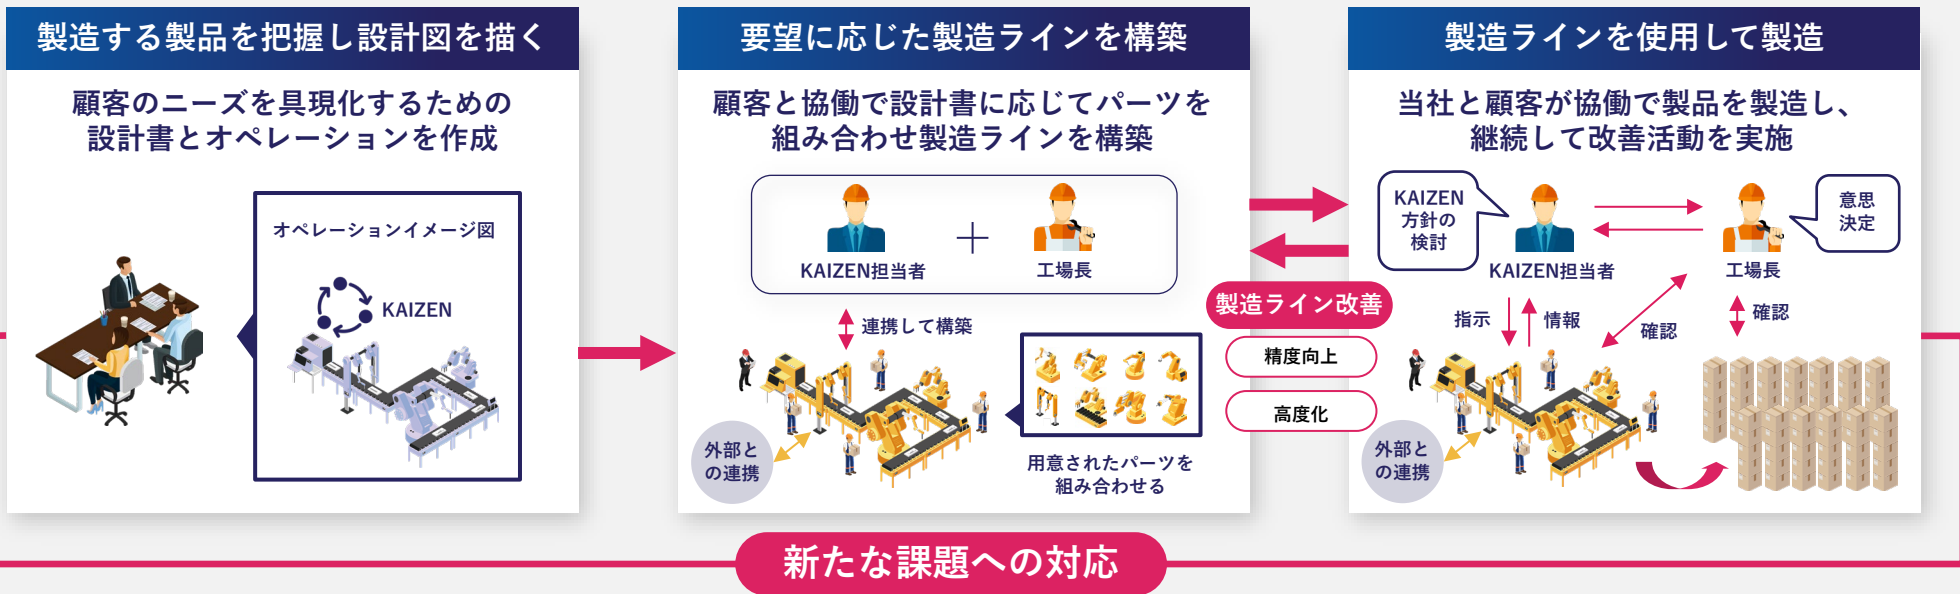 製造する製品を把握し設計図を描く
顧客のニーズを具現化するための
設計書とオペレーションを作成
オペレーションイメージ図
KAIZEN
要望に応じた製造ラインを構築
顧客と協働で設計書に応じてパーツを
組み合わせ製造ラインを構築
KAIZEN担当者
工場長
連携して構築
外部と
の連携
用意されたパーツを
組み合わせる
製造ライン改善
精度向上
高度化
製造ラインを使用して製造
当社と顧客が協働で製品を製造し、
継続して改善活動を実施
KAIZEN
方針の
検討
KAIZEN担当者
工場長
意思
決定
指示
情報
確認
確認
外部と
の連携
新たな課題への対応